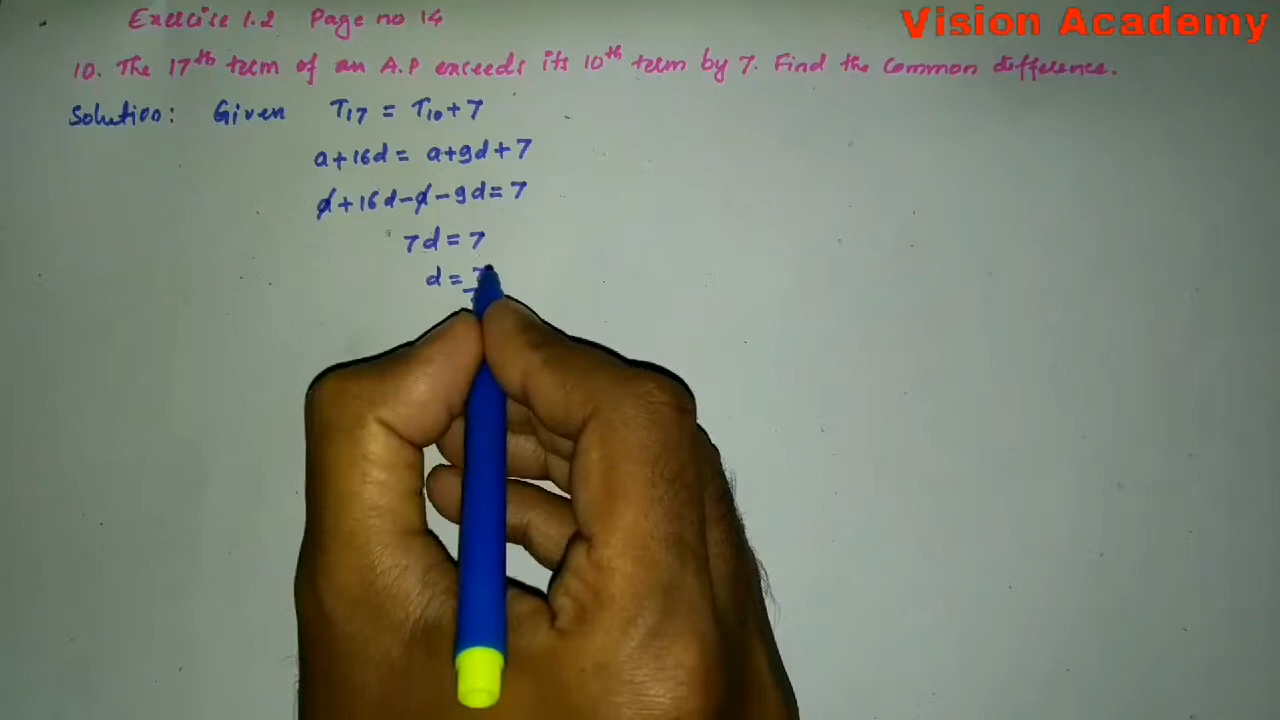 Exercise 1.2 Page no 14
Vision Academy
10. The 17th term of an A.P exceeds its 10th term by 7. Find the common difference.
Solution: Given T17 = T10 + 7
a+16d = a+9d+7
a+16d-a-9d=7
7d = 7
d = 7